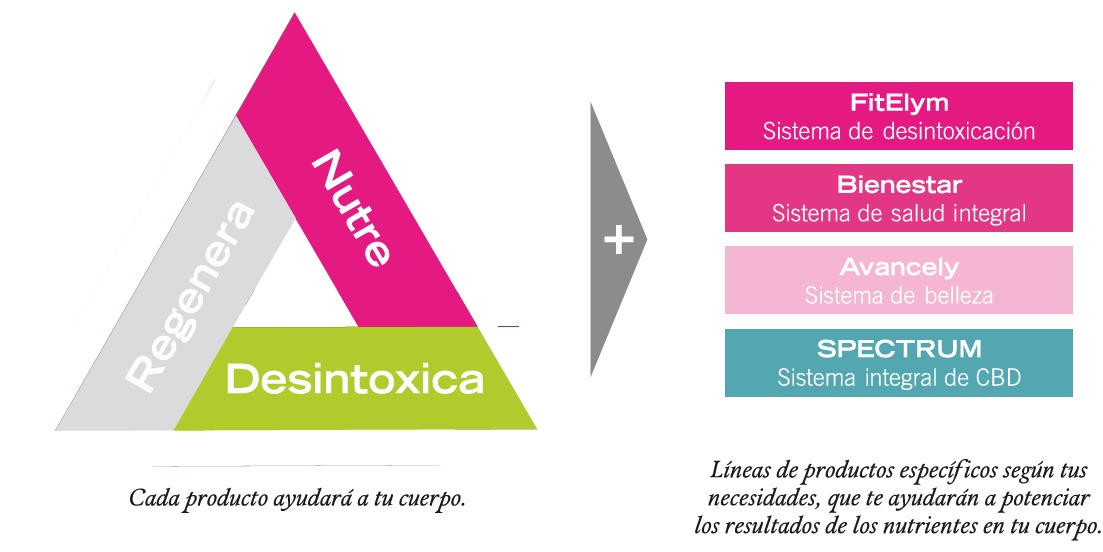 Nutre
Regenera
Desintoxica
Cada producto ayudará a tu cuerpo.
+
FitElym
Sistema de desintoxicación
Bienestar
Sistema de salud integral
Avancely
Sistema de belleza
SPECTRUM
Sistema integral de CBD
Líneas de productos específicos según tus
necesidades, que te ayudarán a potenciar
los resultados de los nutrientes en tu cuerpo.